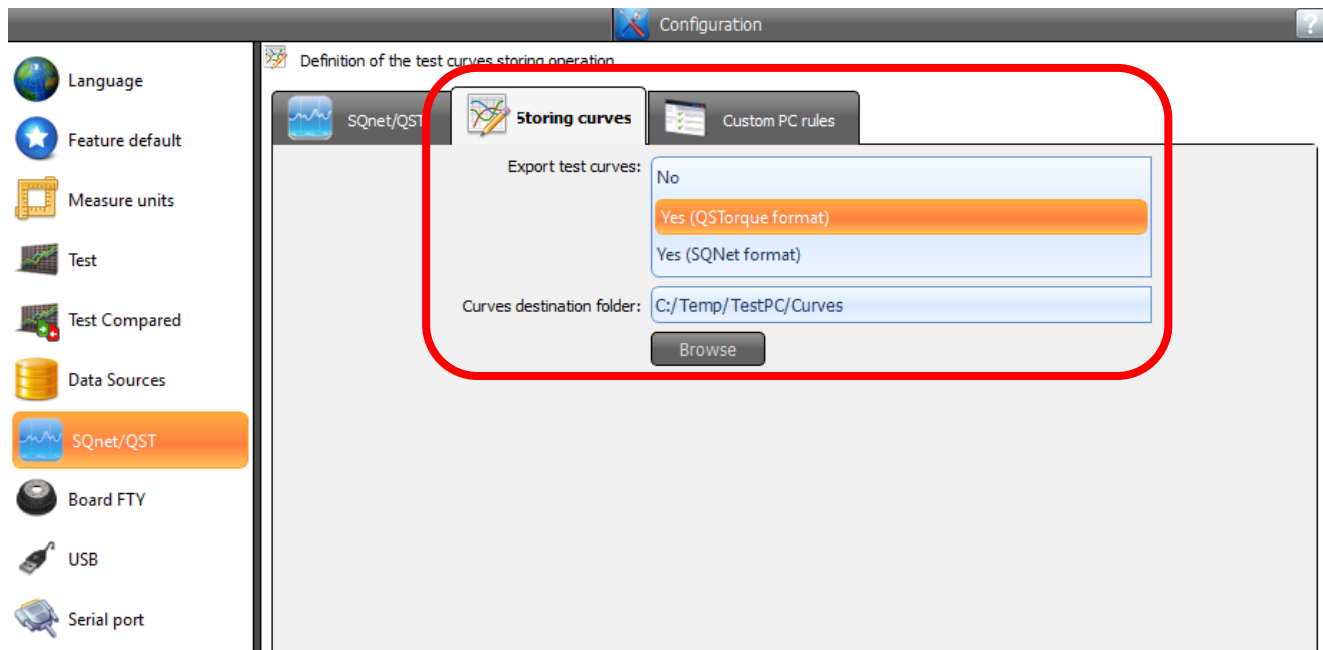 Configuration
?
Language
Feature default
Measure units
Test
Test Compared
Data Sources
SQnet/QST
Board FTY
USB
Serial port
Definition of the test curves storing operation
SQnet/QST
Storing curves
Custom PC rules
Export test curves:
No
Yes (QSTorque format)
Yes (SQNet format)
Curves destination folder:
C:/Temp/TestPC/Curves
Browse